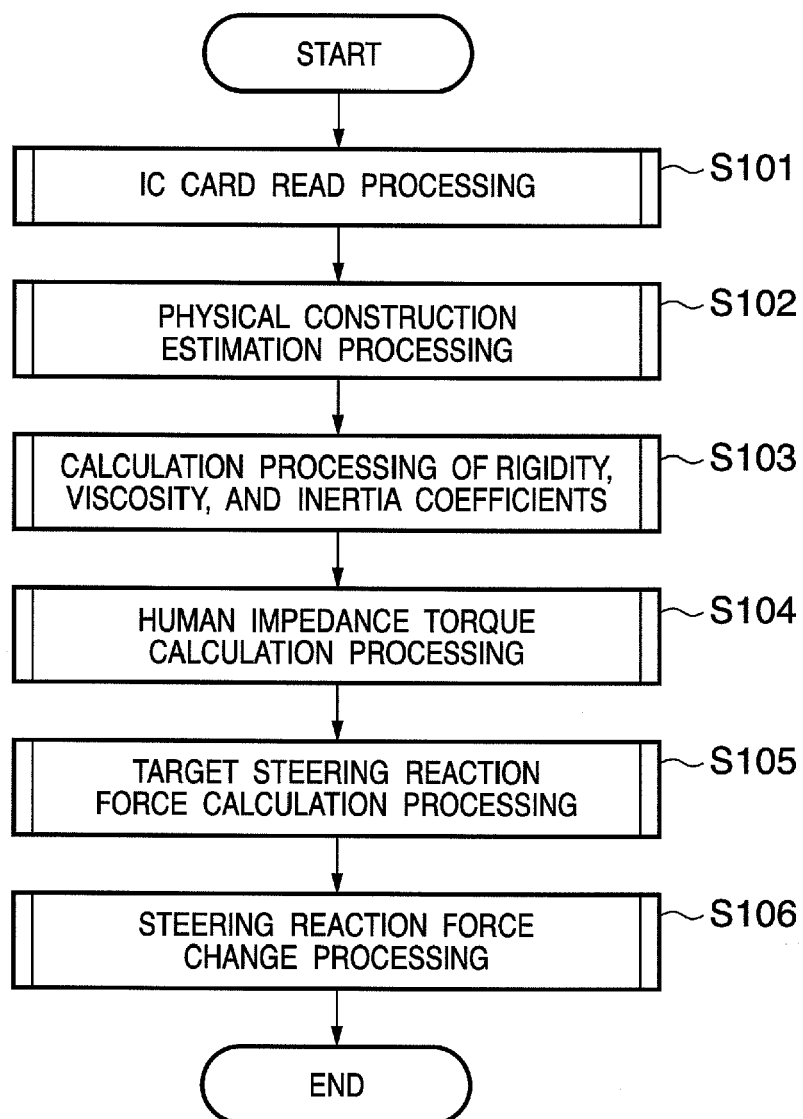 START
IC CARD READ PROCESSING
S101
PHYSICAL CONSTRUCTION
ESTIMATION PROCESSING
S102
CALCULATION PROCESSING OF RIGIDITY,
VISCOSITY, AND INERTIA COEFFICIENTS
S103
HUMAN IMPEDANCE TORQUE
CALCULATION PROCESSING
S104
TARGET STEERING REACTION
FORCE CALCULATION PROCESSING
S105
STEERING REACTION FORCE
CHANGE PROCESSING
S106
END